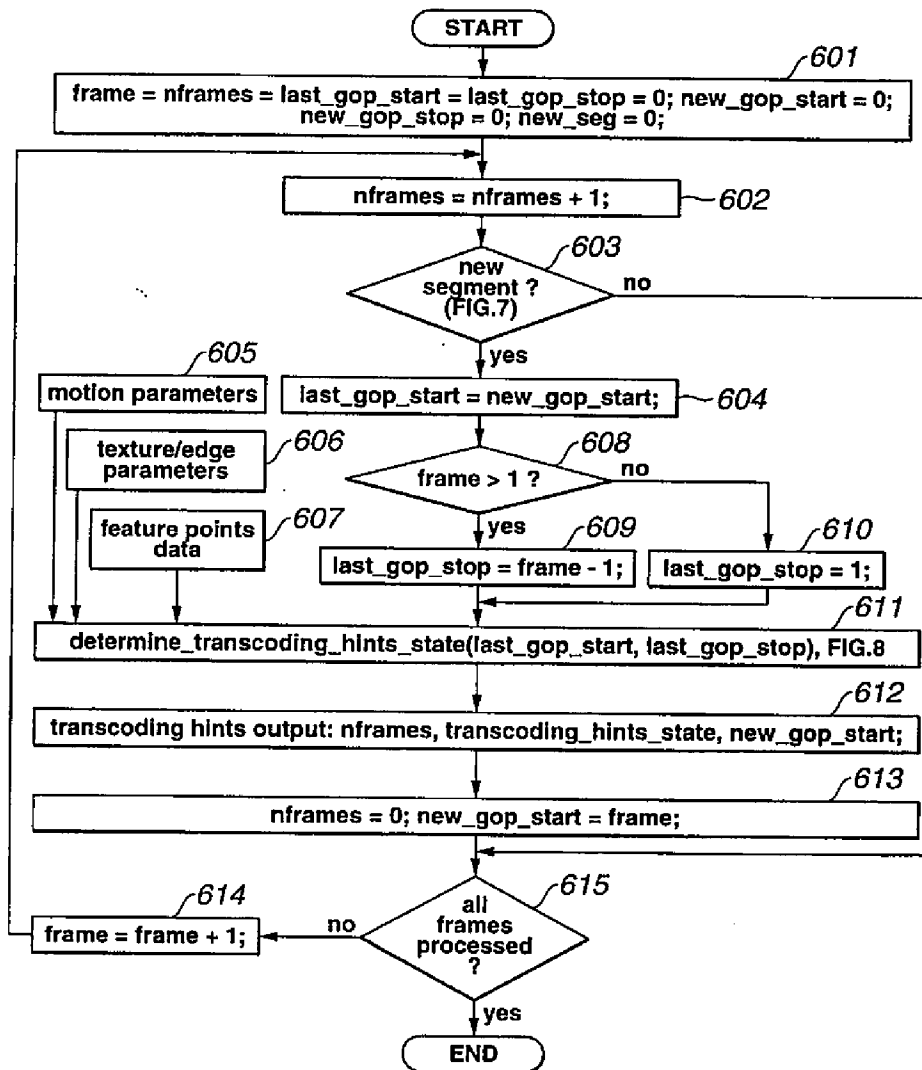 START
601
frame = nframes = last_gop_start = last_gop_stop = 0; new_gop_start = 0;
new_gop_stop = 0; new_seg = 0;
nframes = nframes + 1;
602
603
new
segment ?
(FIG.7)
no
yes
605
motion parameters
last_gop_start = new_gop_start;
604
606
texture/edge
parameters
608
frame > 1 ?
no
yes
607
feature points
data
609
last_gop_stop = frame - 1;
610
last_gop_stop = 1;
611
determine_transcoding_hints_state(last_gop_start, last_gop_stop), FIG.8
612
transcoding hints output: nframes, transcoding_hints_state, new_gop_start;
613
nframes = 0; new_gop_start = frame;
614
frame = frame + 1;
no
615
all
frames
processed
?
yes
END